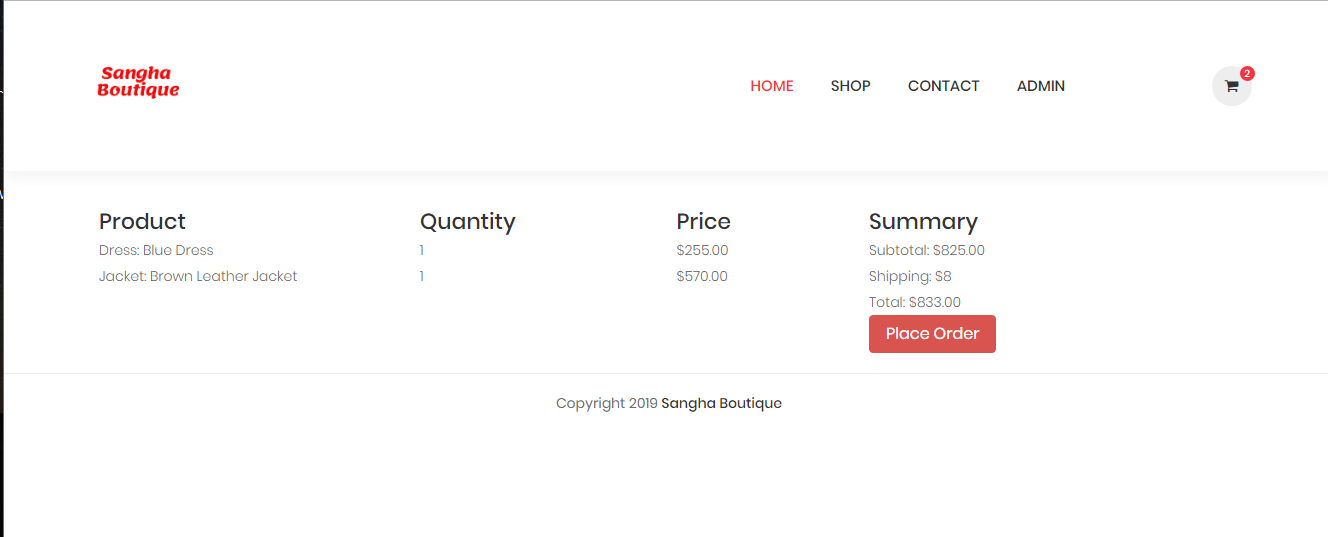 Sangha
Boutique
HOME SHOP CONTACT ADMIN
2
Product Quantity Price Summary
Dress: Blue Dress 1 $255.00 Subtotal: $825.00
Jacket: Brown Leather Jacket 1 $570.00 Shipping: $8
Total: $833.00
Place Order
Copyright 2019 Sangha Boutique